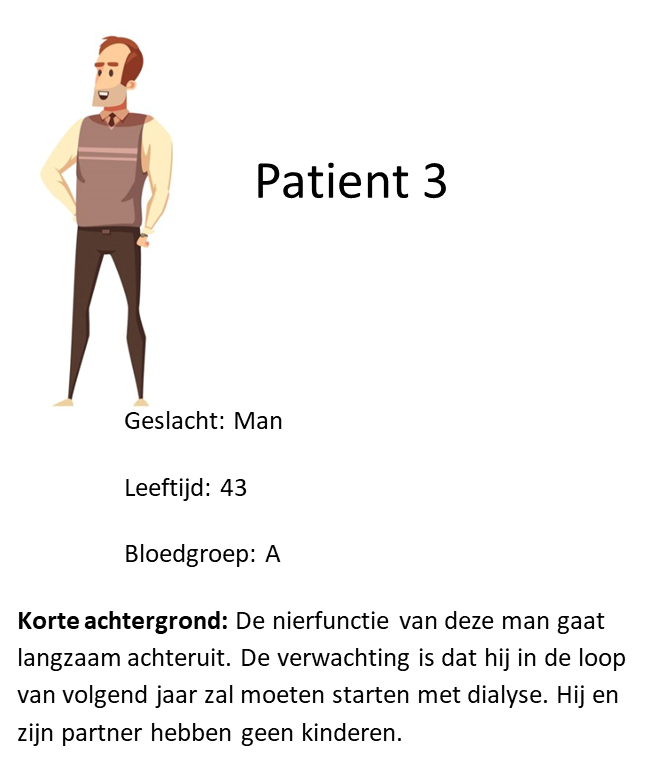 Patient 3
Geslacht: Man
Leeftijd: 43
Bloedgroep: A
Korte achtergrond: De nierfunctie van deze man gaat
langzaam achteruit. De verwachting is dat hij in de loop
van volgend jaar zal moeten starten met dialyse. Hij en
zijn partner hebben geen kinderen.